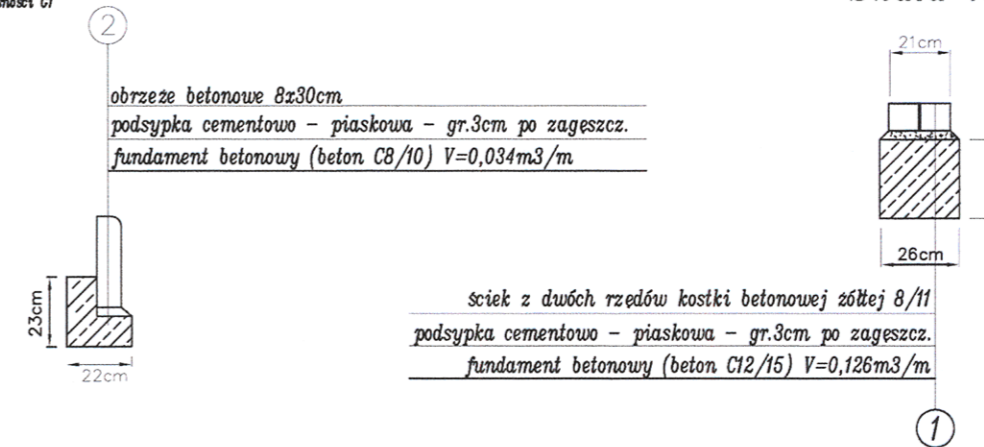 2
obrzeże betonowe 8x30cm
podsypka cementowo - piaskowa - gr.3cm po zagęszcz.
fundament betonowy (beton C8/10) V=0,034m3/m
23cm
22cm
21cm
26cm
ściek z dwóch rzędów kostki betonowej żółtej 8/11
podsypka cementowo - piaskowa - gr.3cm po zagęszcz.
fundament betonowy (beton C12/15) V=0,126m3/m
1